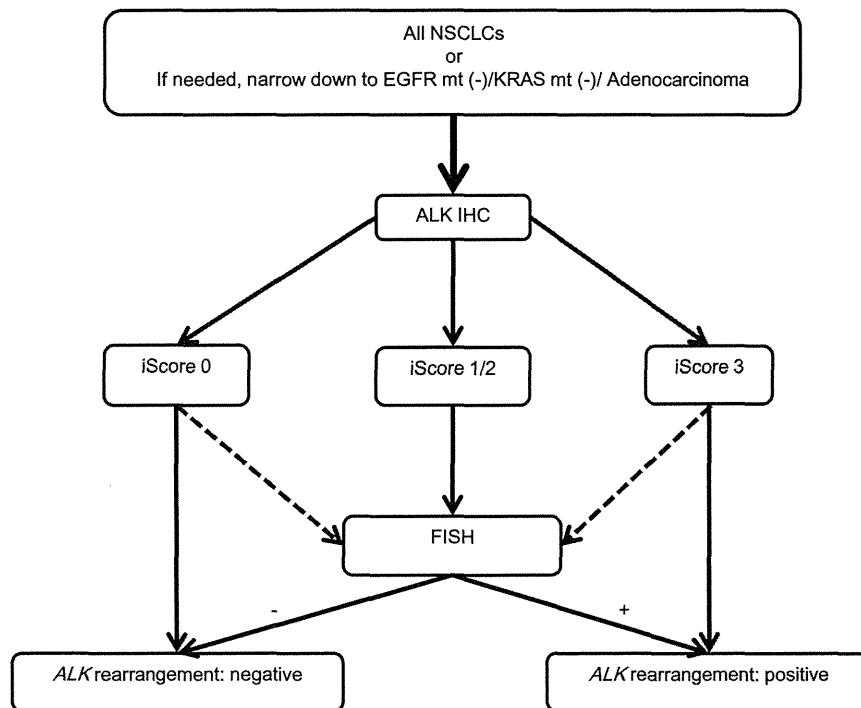 All NSCLCs
or
If needed, narrow down to EGFR mt (-)/KRAS mt (-)/ Adenocarcinoma
ALK IHC
iScore 0
iScore 1/2
iScore 3
FISH
-
+
ALK rearrangement: negative
ALK rearrangement: positive